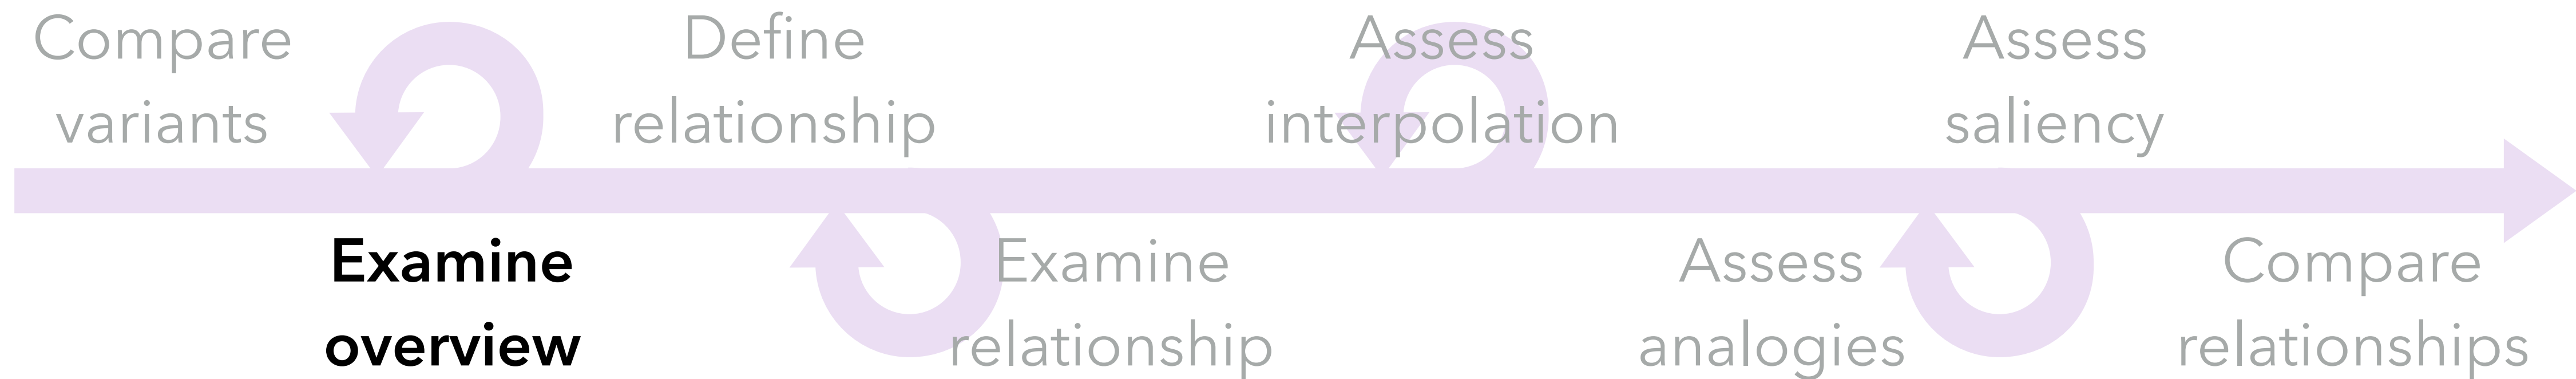 Compare
variants
Examine
overview
Define
relationship
Examine
relationship
Assess
interpolation
Assess
analogies
Assess
saliency
Compare
relationships